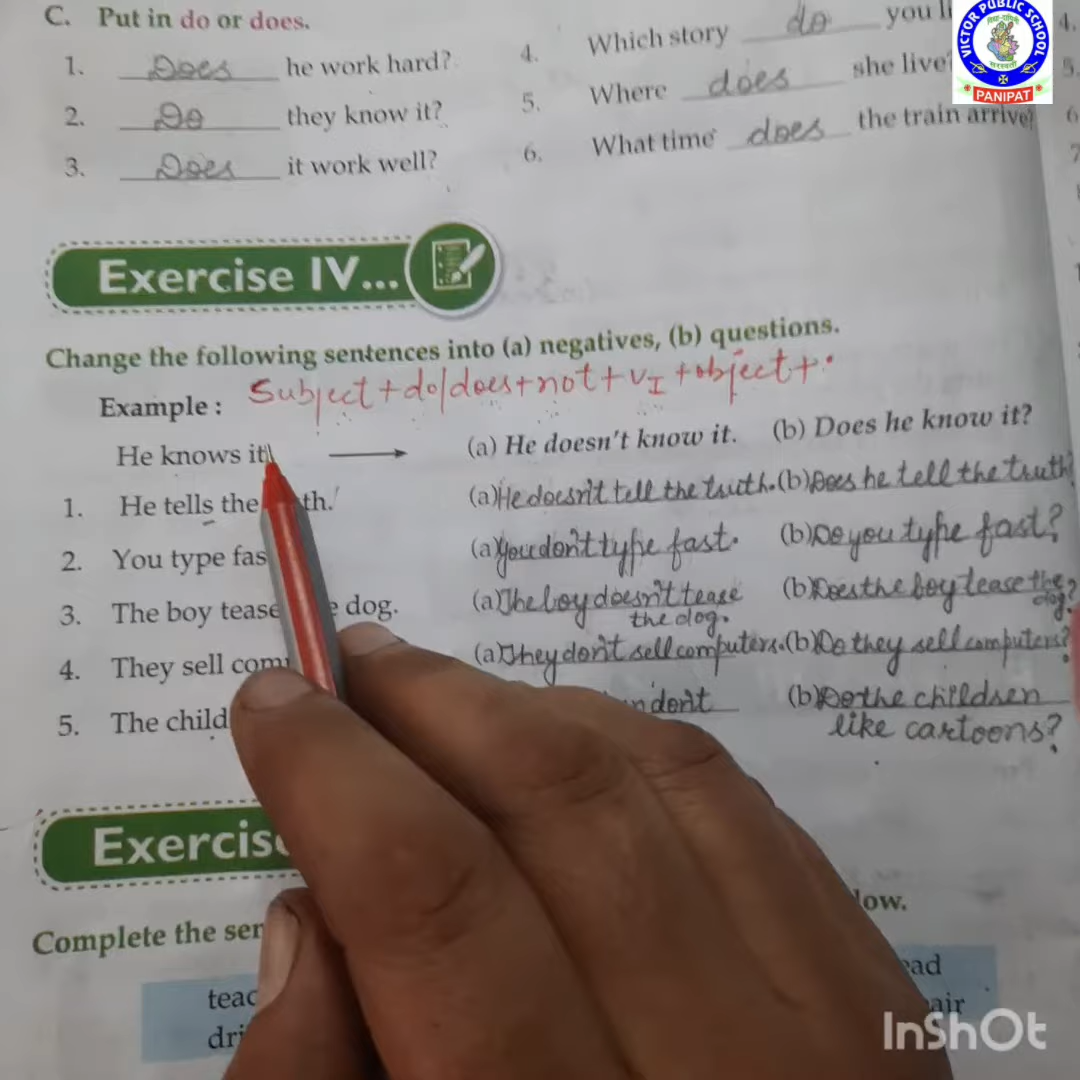 C. Put in do or does.
1. Does he work hard?
2. Do they know it?
3. Does it work well?
4. Which story do you
5. Where does she live
6. What time does the train arrive
VICTOR PUBLIC SCHOOL
PANIPAT
4.
5.
6
7
Exercise IV...
Change the following sentences into (a) negatives, (b) questions.
Subject + do/does + not + V I + object + .
Example :
He knows it (a) He doesn't know it. (b) Does he know it?
1. He tells the th. (a) He doesn't tell the truth. (b) Does he tell the truth
2. You type fas (a) you don't type fast. (b) Do you type fast?
3. The boy tease dog. (a) The boy doesn't tease the dog. (b) Does the boy tease the dog?
4. They sell com (a) They don't sell computers. (b) Do they sell computers?
5. The child n don't (b) Do the children
like cartoons?
Exercise
Complete the sen low.
teac ead
dri air
InShOt